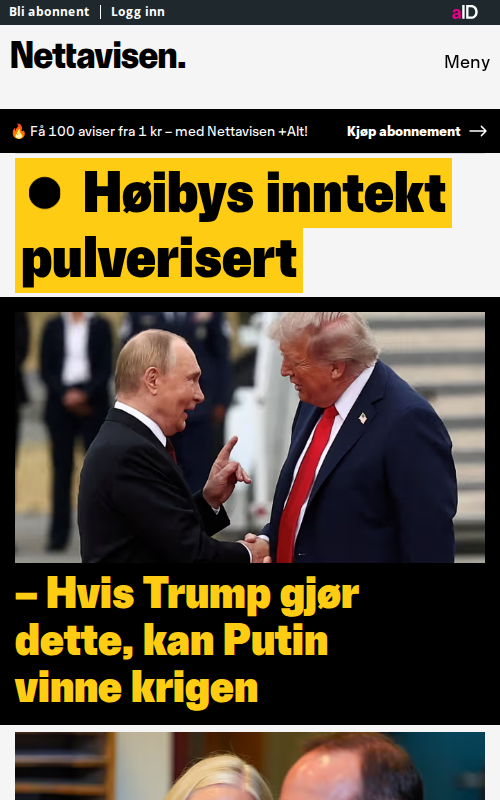 Bli abonnent | Logg inn
aID
Nettavisen.
Meny
🔥 Få 100 aviser fra 1 kr – med Nettavisen +Alt!
Kjøp abonnement →
● Høibys inntekt
pulverisert
– Hvis Trump gjør
dette, kan Putin
vinne krigen